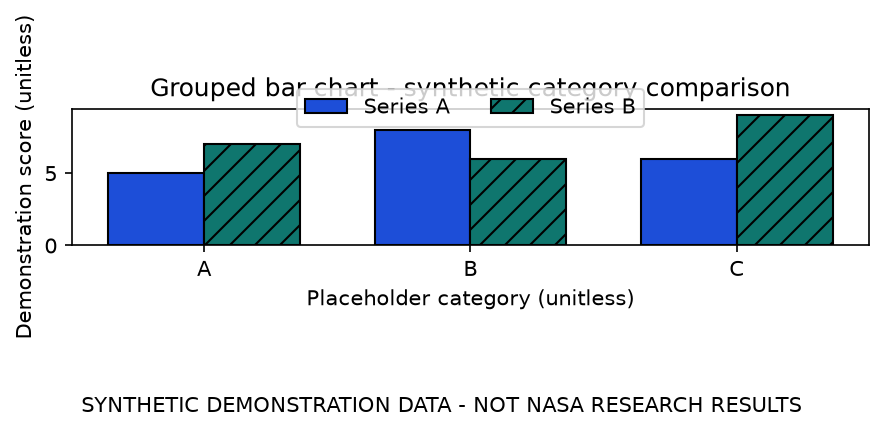 Grouped bar chart - synthetic category comparison
Series A
Series B
Demonstration score (unitless)
5
0
A
B
C
Placeholder category (unitless)
SYNTHETIC DEMONSTRATION DATA - NOT NASA RESEARCH RESULTS